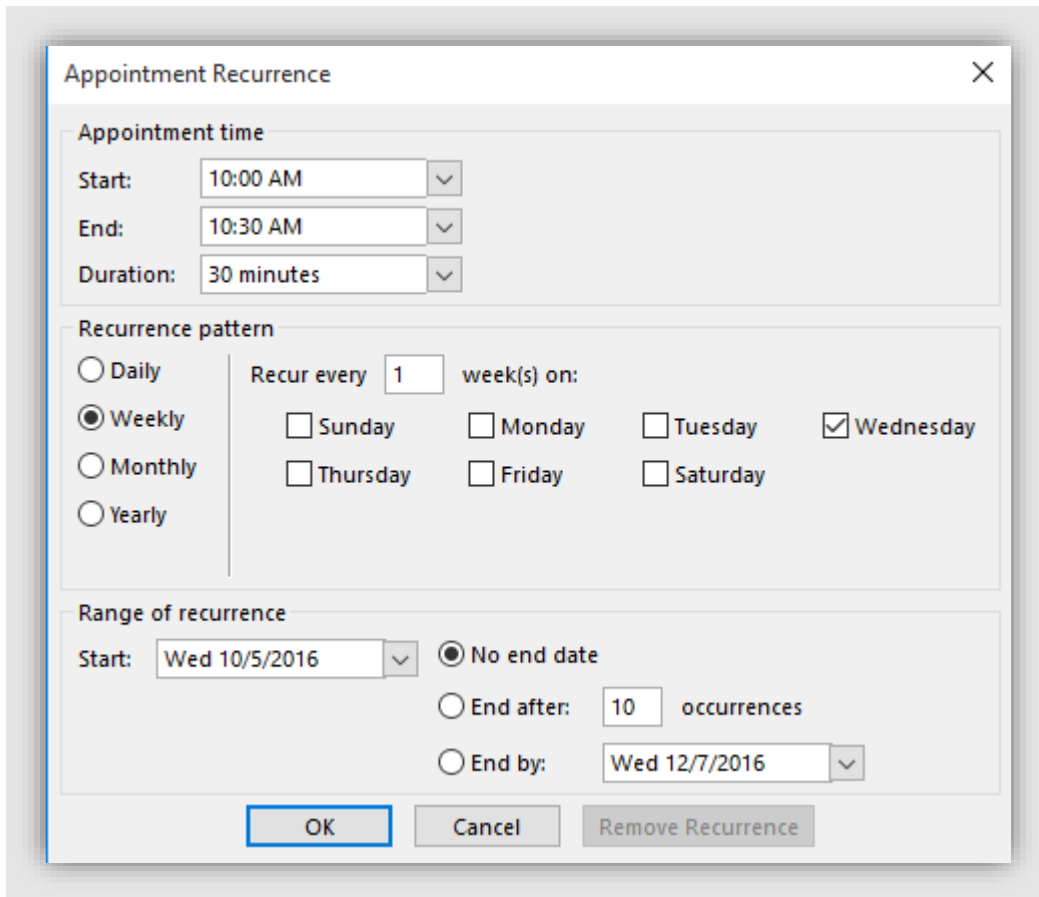 Appointment Recurrence
Appointment time
Start: 10:00 AM
End: 10:30 AM
Duration: 30 minutes
Recurrence pattern
Daily Recur every 1 week(s) on:
Weekly Sunday Monday Tuesday Wednesday
Monthly Thursday Friday Saturday
Yearly
Range of recurrence
Start: Wed 10/5/2016 No end date
End after: 10 occurrences
End by: Wed 12/7/2016
OK Cancel Remove Recurrence